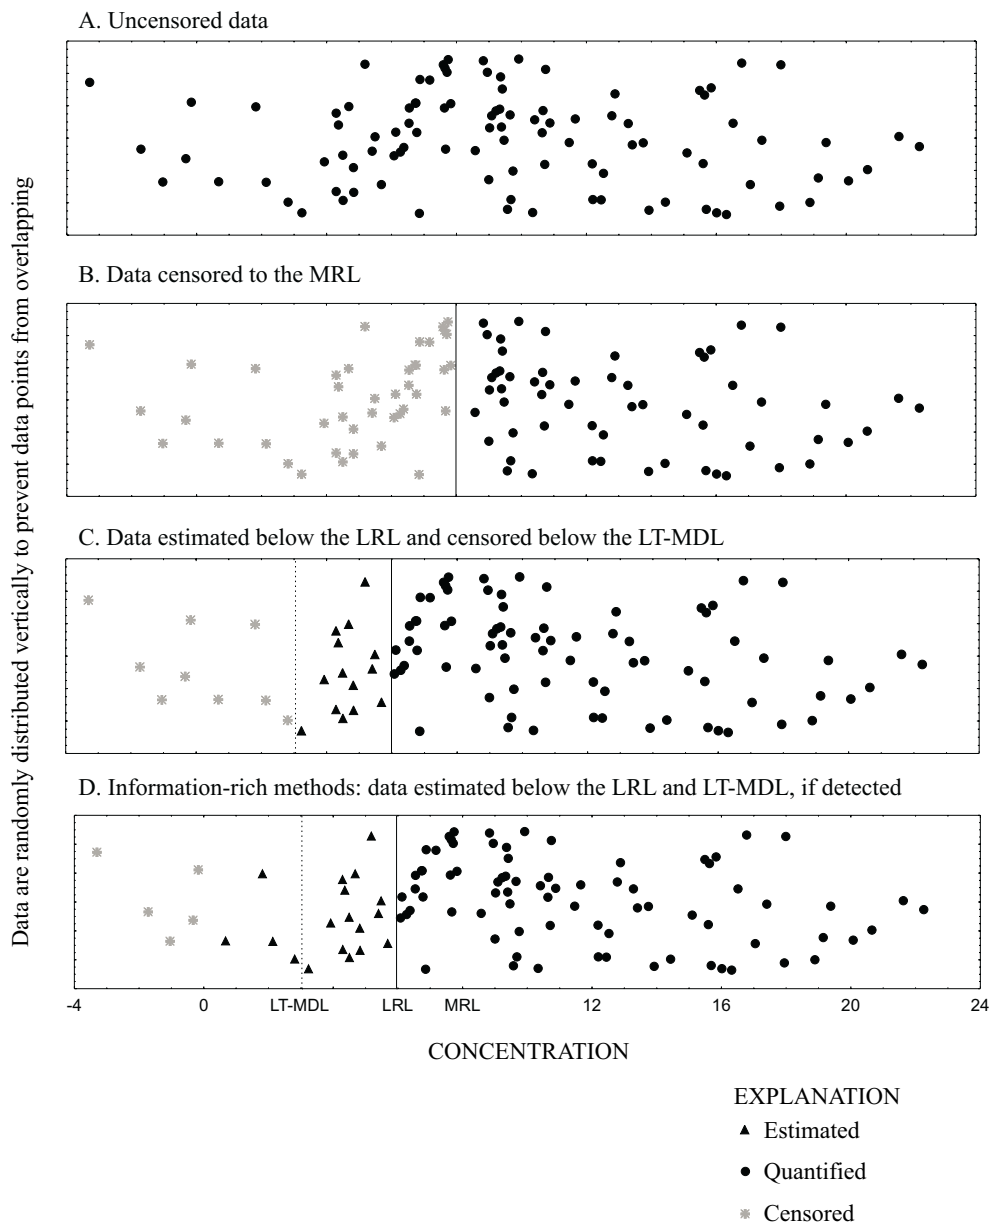 A. Uncensored data
B. Data censored to the MRL
C. Data estimated below the LRL and censored below the LT-MDL
D. Information-rich methods: data estimated below the LRL and LT-MDL, if detected
Data are randomly distributed vertically to prevent data points from overlapping
-4 0 LT-MDL LRL MRL 12 16 20 24
CONCENTRATION
EXPLANATION
Estimated
Quantified
Censored